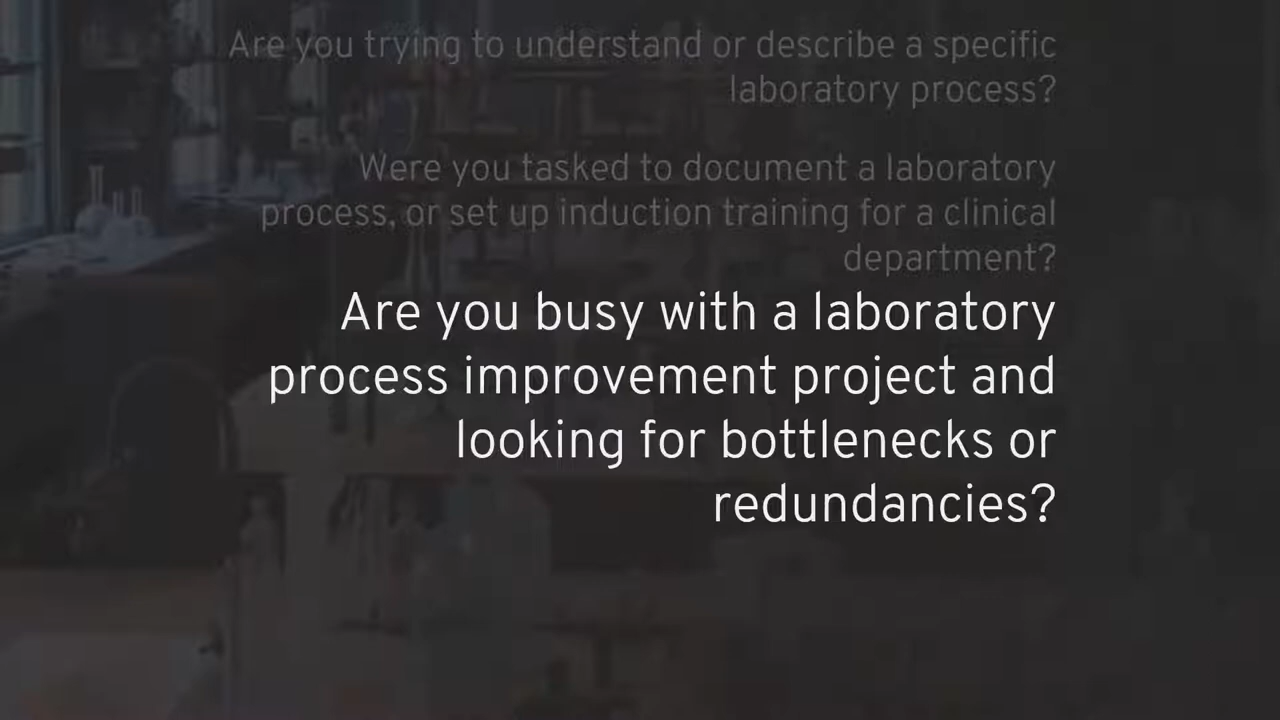 Are you trying to understand or describe a specific
laboratory process?
Were you tasked to document a laboratory
process, or set up induction training for a clinical
department?
Are you busy with a laboratory
process improvement project and
looking for bottlenecks or
redundancies?